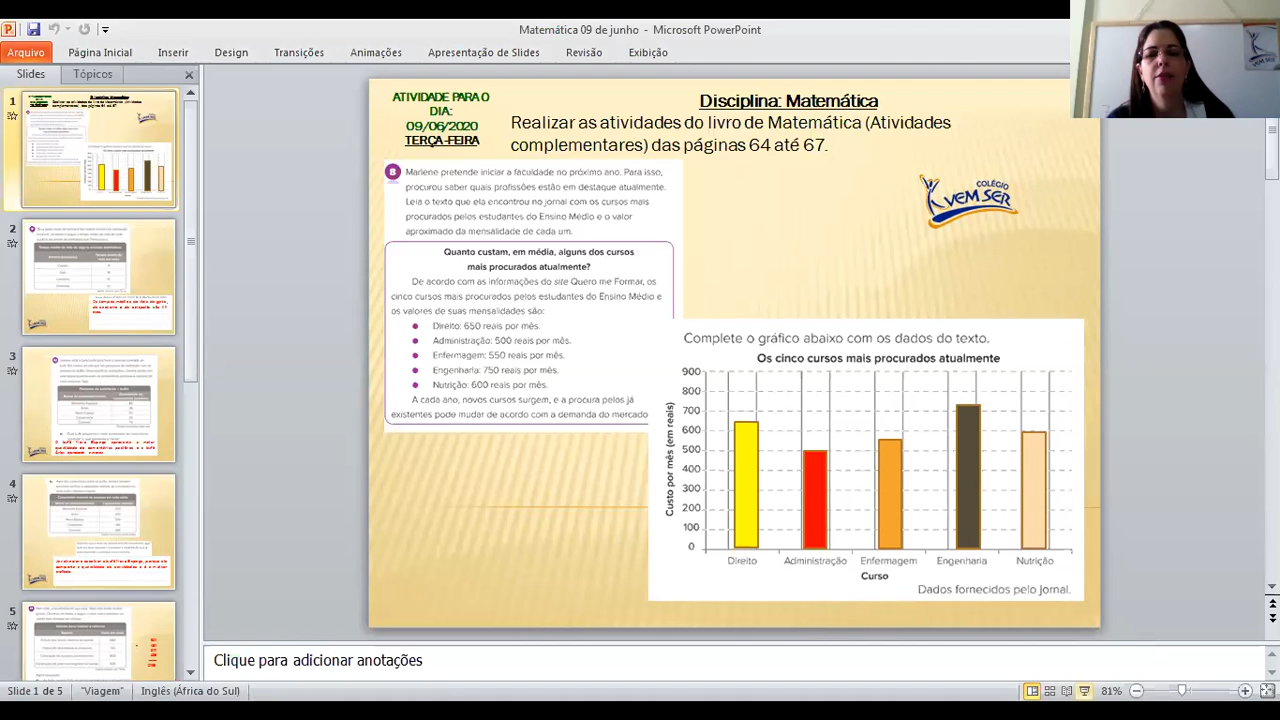 Matemática 09 de junho - Microsoft PowerPoint
Arquivo Página Inicial Inserir Design Transições Animações Apresentação de Slides Revisão Exibição
Slides Tópicos
1
2
3
4
5
ATIVIDADE PARA O
DIA:
09/06/2020
TERÇA-FEIRA
Disciplina: Matemática
Realizar as atividades do livro de Matemática (Atividades
complementares) das páginas 64 até 67.
COLÉGIO
VEM SER
8 Marlene pretende iniciar a faculdade no próximo ano. Para isso,
procurou saber quais profissões estão em destaque atualmente.
Leia o texto que ela encontrou no jornal com os cursos mais
procurados pelos estudantes do Ensino Médio e o valor
aproximado da mensalidade de cada um.
Quanto custam, em média, alguns dos cursos
mais procurados atualmente?
De acordo com as informações do site Quero me Formar, os
cinco cursos mais procurados pelos estudantes do Ensino Médio e
os valores de suas mensalidades são:
Direito: 650 reais por mês.
Administração: 500 reais por mês.
Enfermagem: 550 reais por mês.
Engenharia: 750 reais por mês.
Nutrição: 600 reais por mês.
A cada ano, novos cursos surgem, e a procura pelos já
existentes pode mudar de acordo com a demanda do mercado
Complete o gráfico abaixo com os dados do texto.
Os cinco cursos mais procurados atualmente
Custo por mês (em reais)
900
800
700
600
500
400
300
200
100
0
Direito Administração Enfermagem Engenharia Nutrição
Curso
Dados fornecidos pelo jornal.
Clique para adicionar anotações
Slide 1 de 5 "Viagem" Inglês (África do Sul) 81%